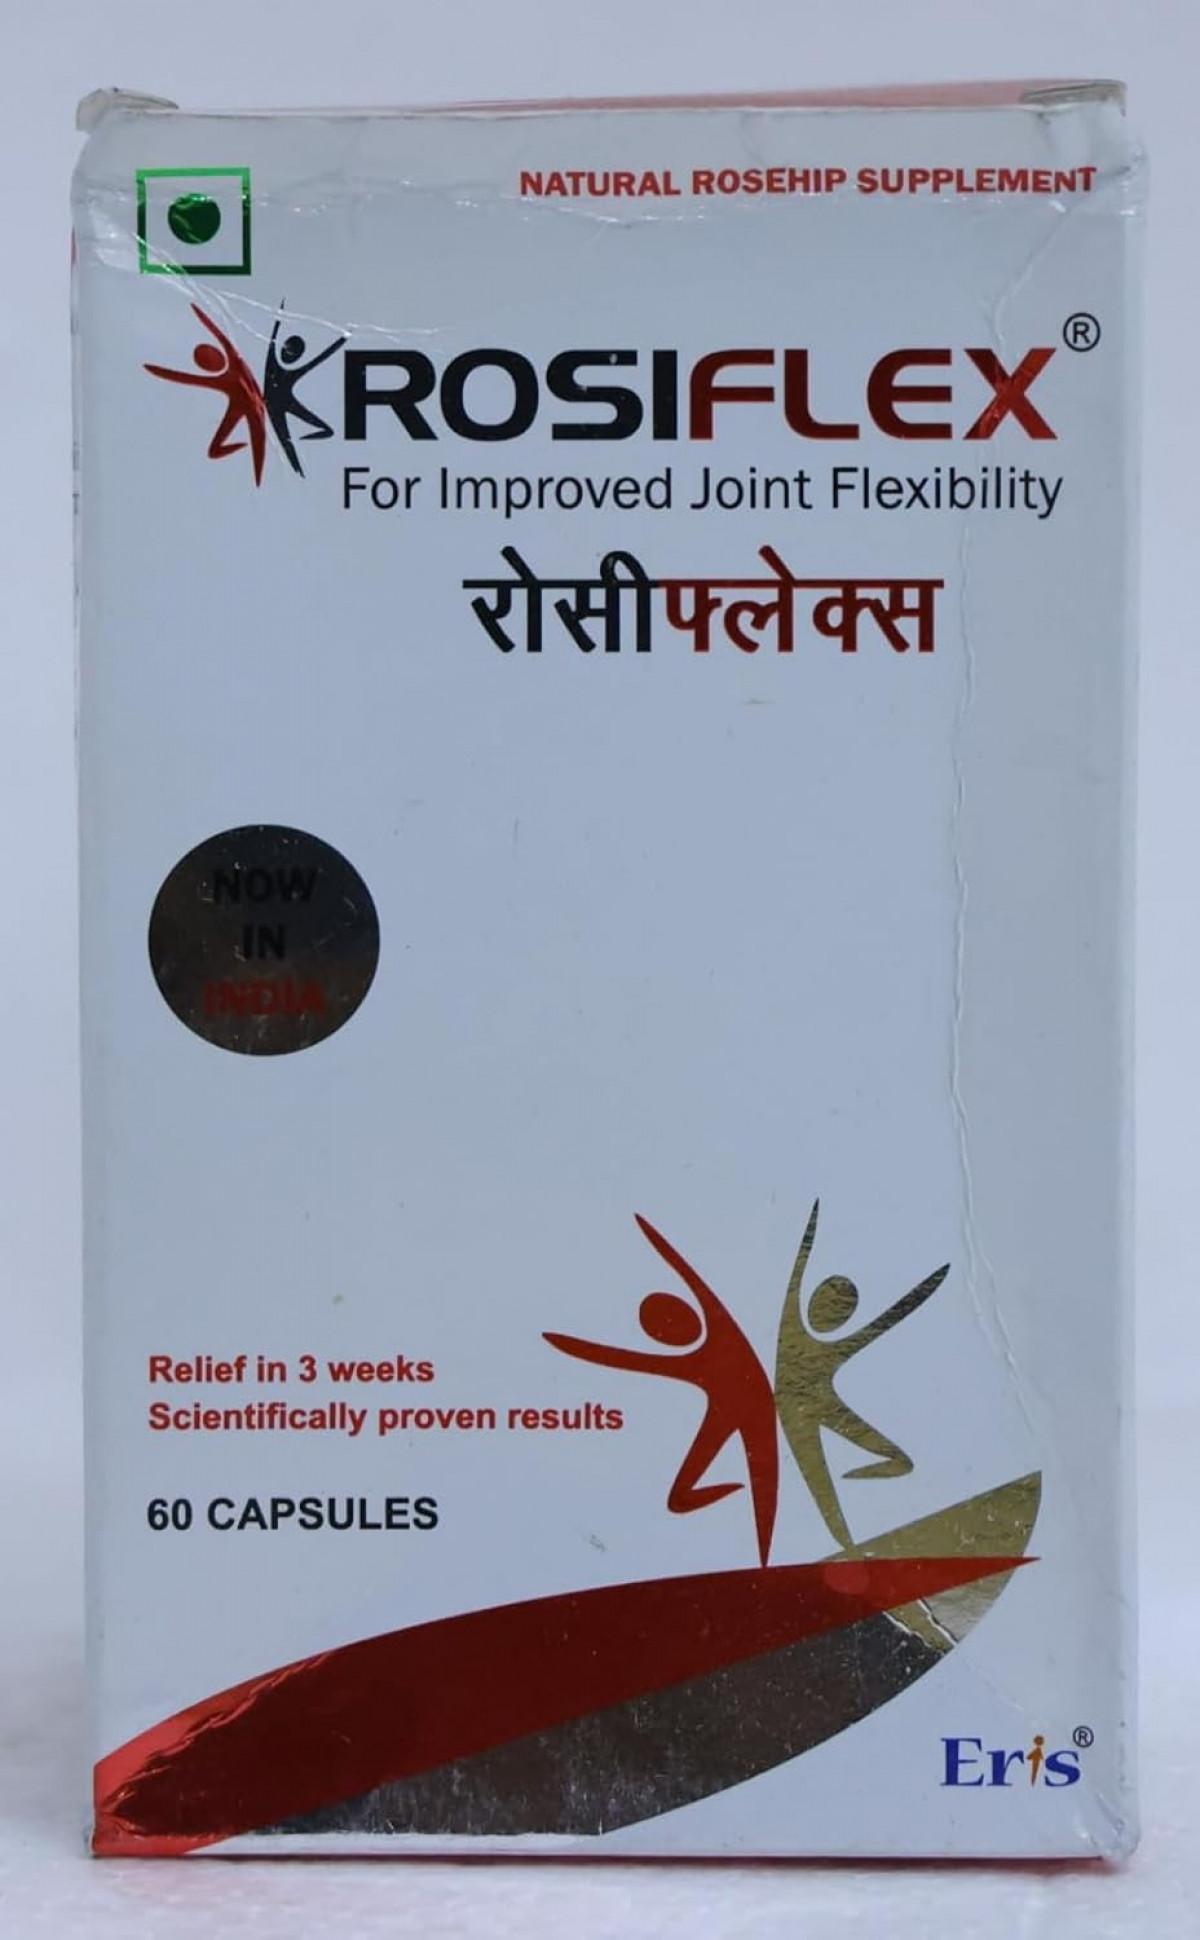 NATURAL ROSEHIP SUPPLEMENT
ROSIFLEX®
For Improved Joint Flexibility
रोसीफ्लेक्स
NOW
IN
INDIA
Relief in 3 weeks
Scientifically proven results
60 CAPSULES
Eris®